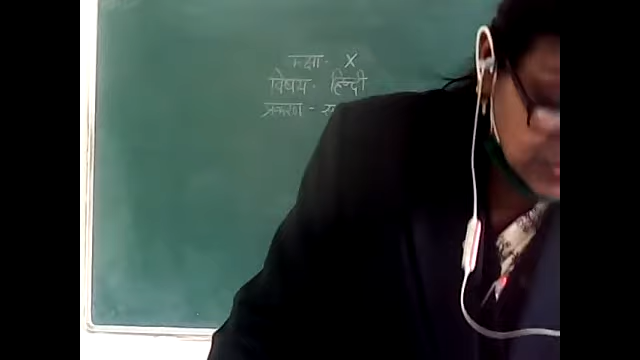 कक्षा - X
विषय - हिन्दी
प्रकरण -